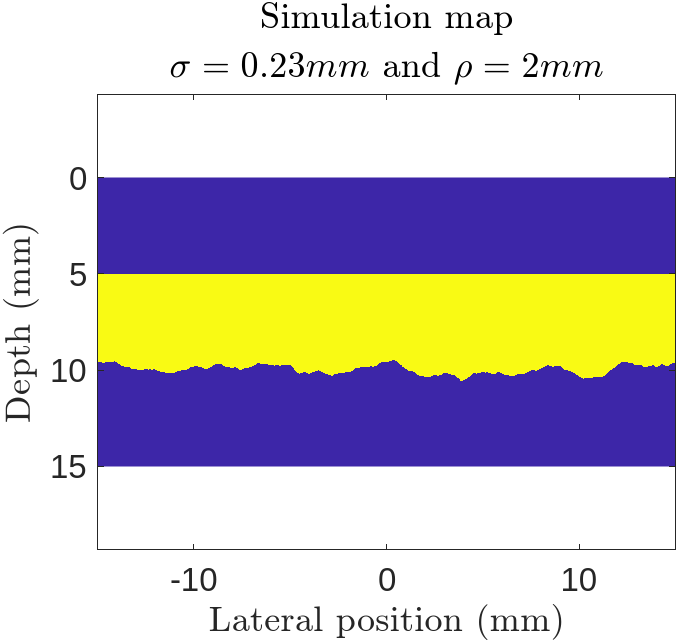 Simulation map
σ = 0.23mm and ρ = 2mm
0
5
10
15
Depth (mm)
-10 0 10
Lateral position (mm)